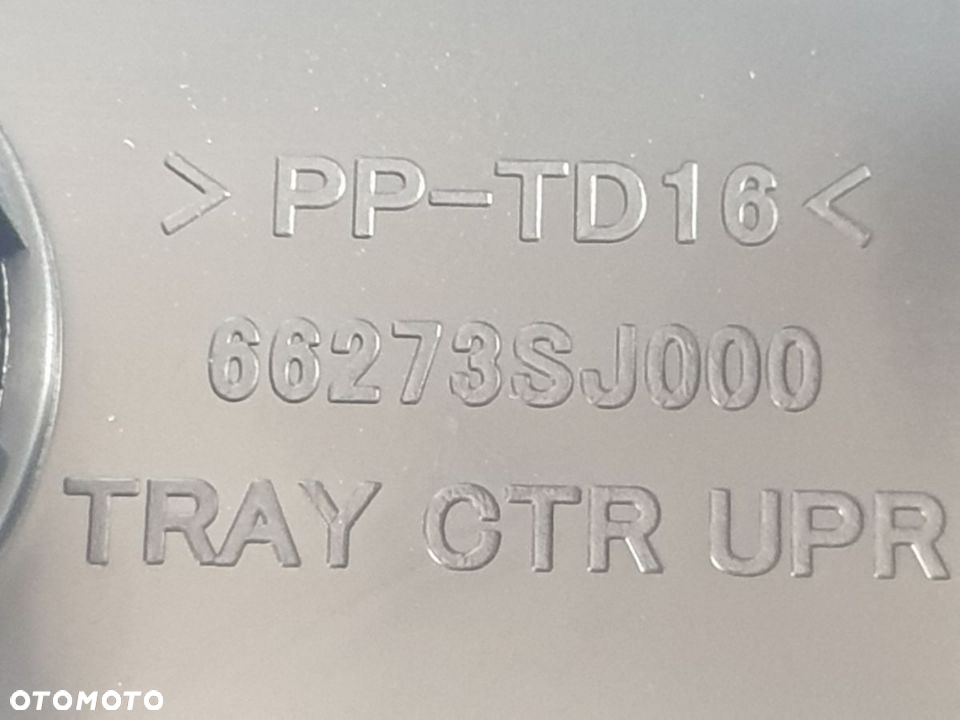 >PP-TD16<
66273SJ000
TRAY CTR UPR
OTOMOTO